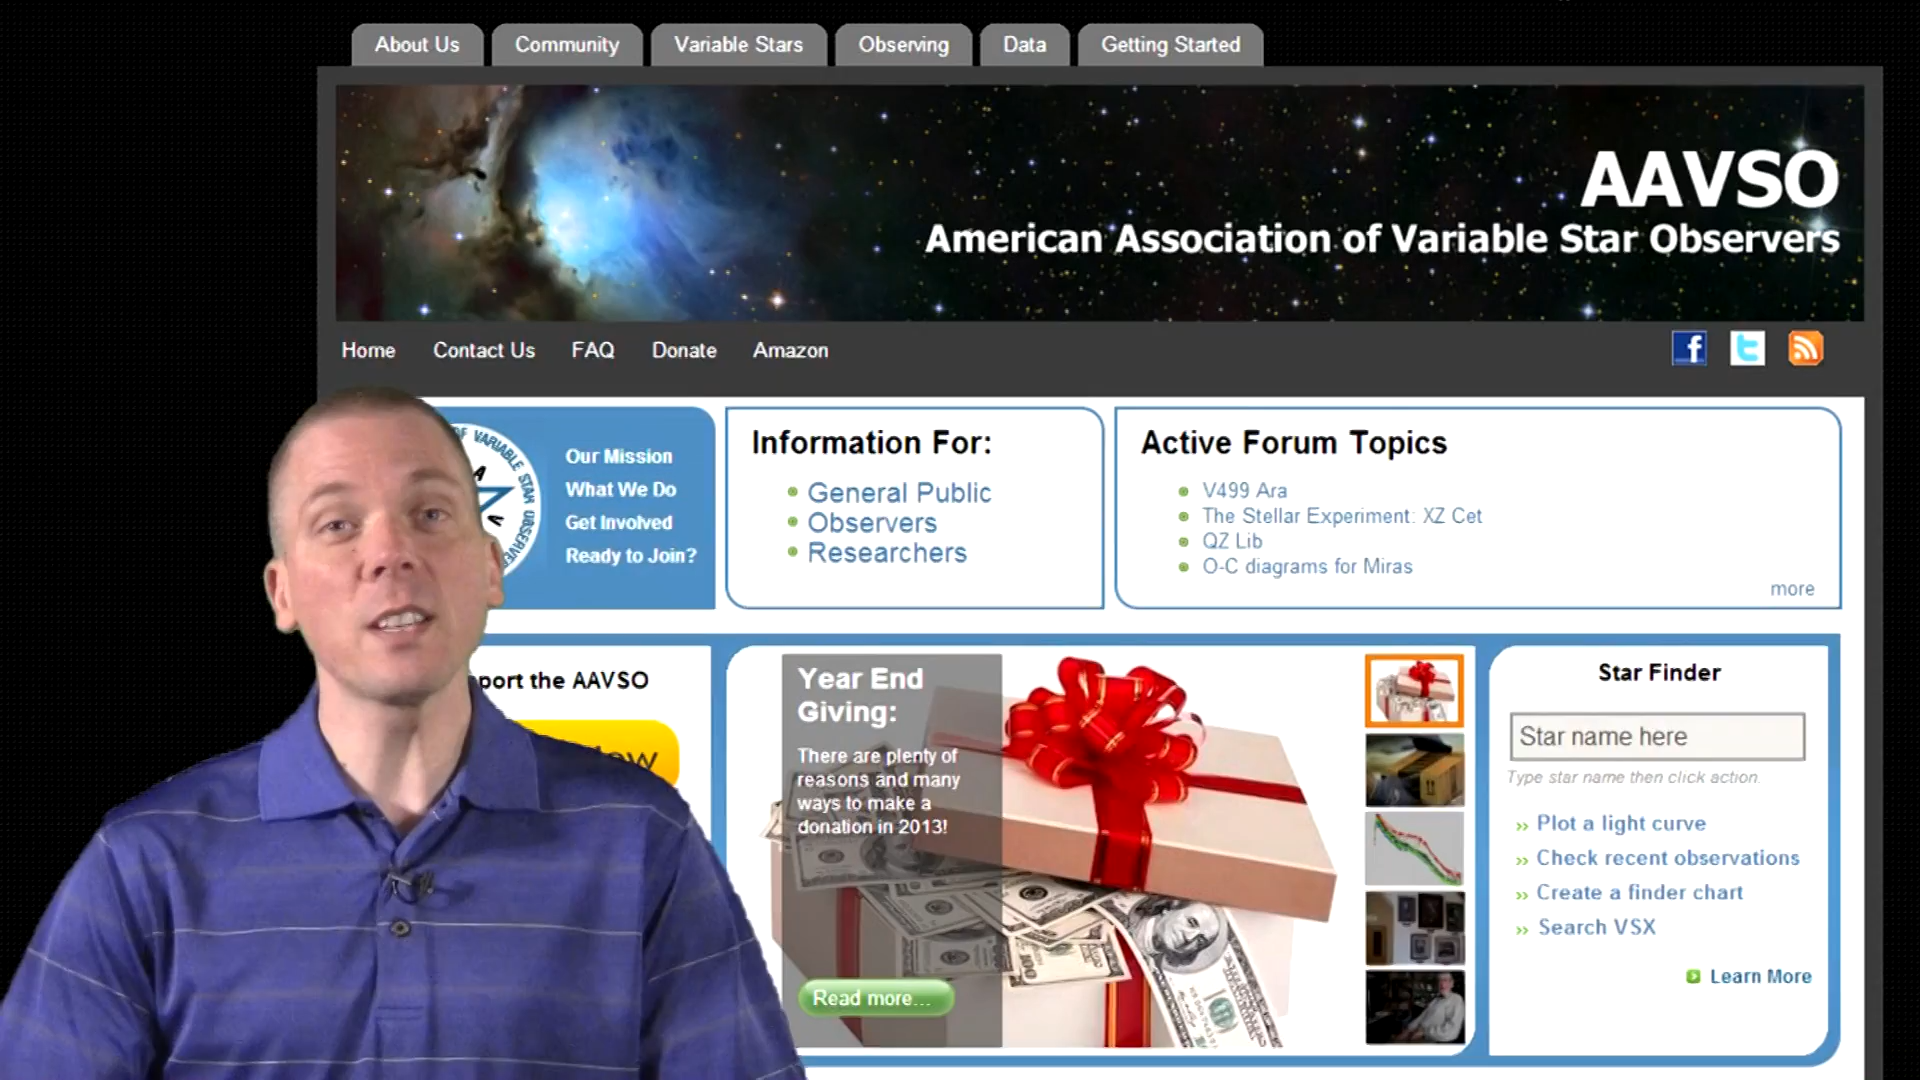 About Us
Community
Variable Stars
Observing
Data
Getting Started
AAVSO
American Association of Variable Star Observers
Home
Contact Us
FAQ
Donate
Amazon
OF VARIABLE STAR OBSERVE
A
V
Our Mission
What We Do
Get Involved
Ready to Join?
Information For:
General Public
Observers
Researchers
Active Forum Topics
V499 Ara
The Stellar Experiment: XZ Cet
QZ Lib
O-C diagrams for Miras
more
port the AAVSO
Year End
Giving:
There are plenty of
reasons and many
ways to make a
donation in 2013!
Read more...
100
Star Finder
Star name here
Type star name then click action.
Plot a light curve
Check recent observations
Create a finder chart
Search VSX
Learn More